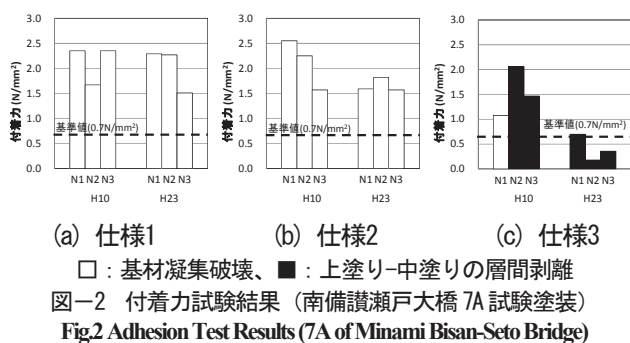 付着力 (N/mm²)
3.0
2.5
2.0
1.5
1.0
0.5
0.0
基準値(0.7N/mm²)
N1 N2 N3
N1 N2 N3
H10
H23
(a) 仕様1
付着力 (N/mm²)
3.0
2.5
2.0
1.5
1.0
0.5
0.0
基準値(0.7N/mm²)
N1 N2 N3
N1 N2 N3
H10
H23
(b) 仕様2
付着力 (N/mm²)
3.0
2.5
2.0
1.5
1.0
0.5
0.0
基準値(0.7N/mm²)
N1 N2 N3
N1 N2 N3
H10
H23
(c) 仕様3
□：基材凝集破壊、■：上塗り-中塗りの層間剥離
図－2 付着力試験結果（南備讃瀬戸大橋 7A 試験塗装）
Fig.2 Adhesion Test Results (7A of Minami Bisan-Seto Bridge)